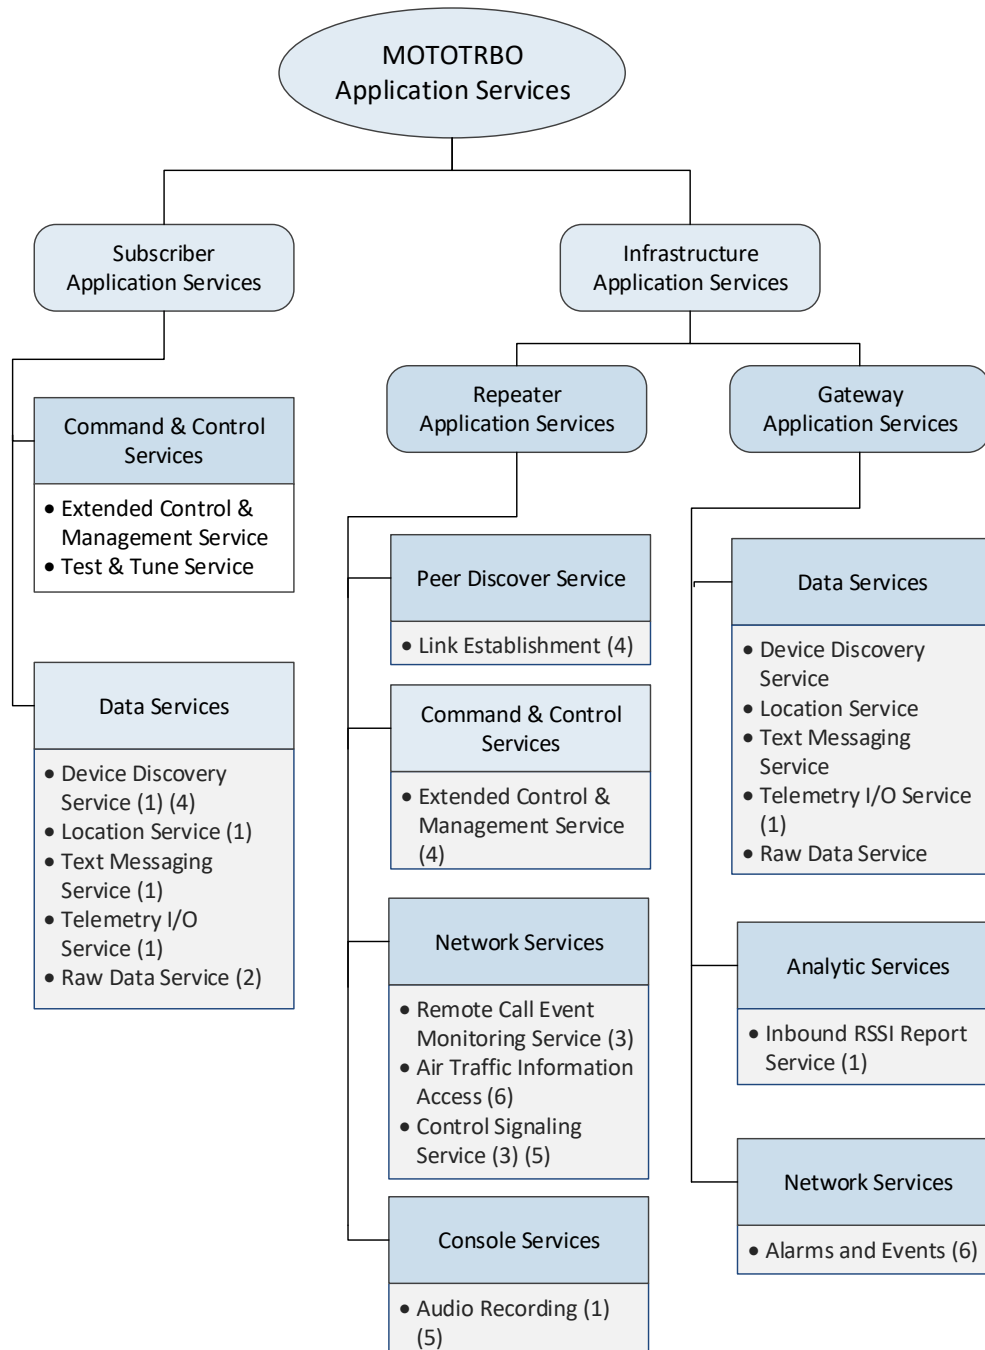 MOTOTRBO
Application Services
Subscriber
Application Services
Infrastructure
Application Services
Repeater
Application Services
Gateway
Application Services
Command & Control
Services
• Extended Control &
Management Service
• Test & Tune Service
Data Services
• Device Discovery
Service (1) (4)
• Location Service (1)
• Text Messaging
Service (1)
• Telemetry I/O
Service (1)
• Raw Data Service (2)
Peer Discover Service
• Link Establishment (4)
Command & Control
Services
• Extended Control &
Management Service
(4)
Network Services
• Remote Call Event
Monitoring Service (3)
• Air Traffic Information
Access (6)
• Control Signaling
Service (3) (5)
Console Services
• Audio Recording (1)
(5)
Data Services
• Device Discovery
Service
• Location Service
• Text Messaging
Service
• Telemetry I/O Service
(1)
• Raw Data Service
Analytic Services
• Inbound RSSI Report
Service (1)
Network Services
• Alarms and Events (6)